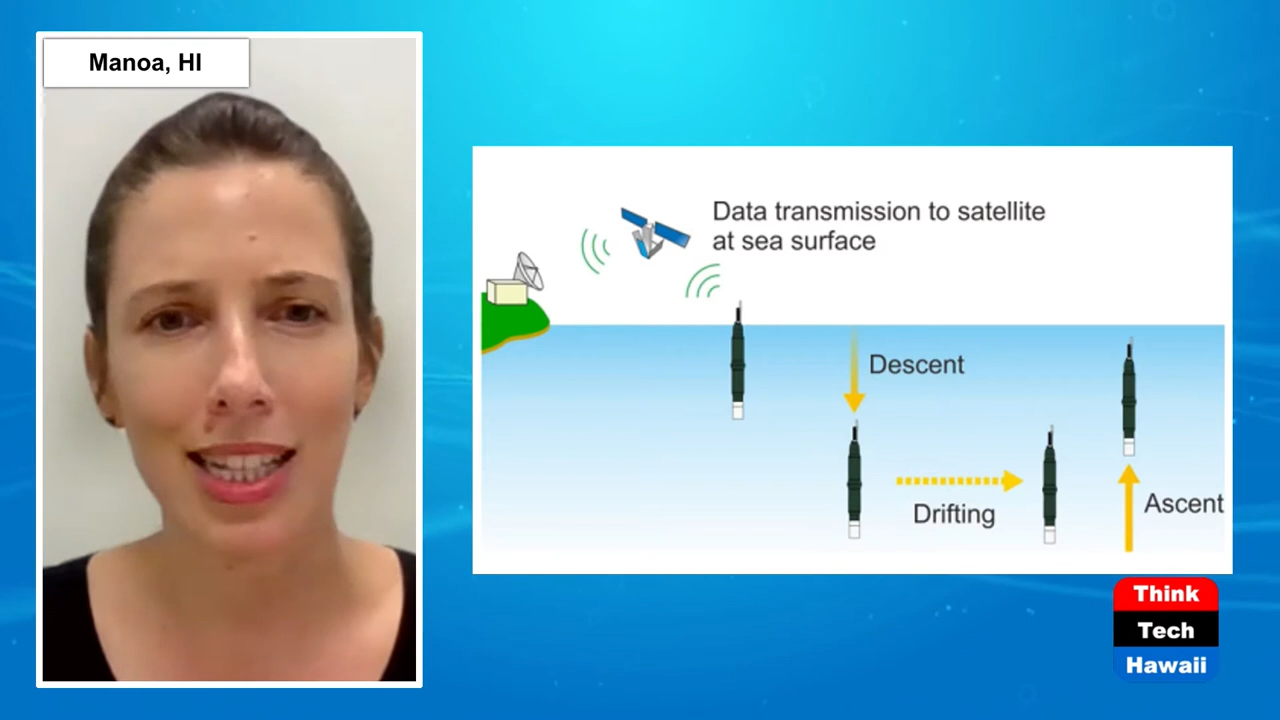 Manoa, HI
Data transmission to satellite
at sea surface
Descent
Drifting
Ascent
Think
Tech
Hawaii